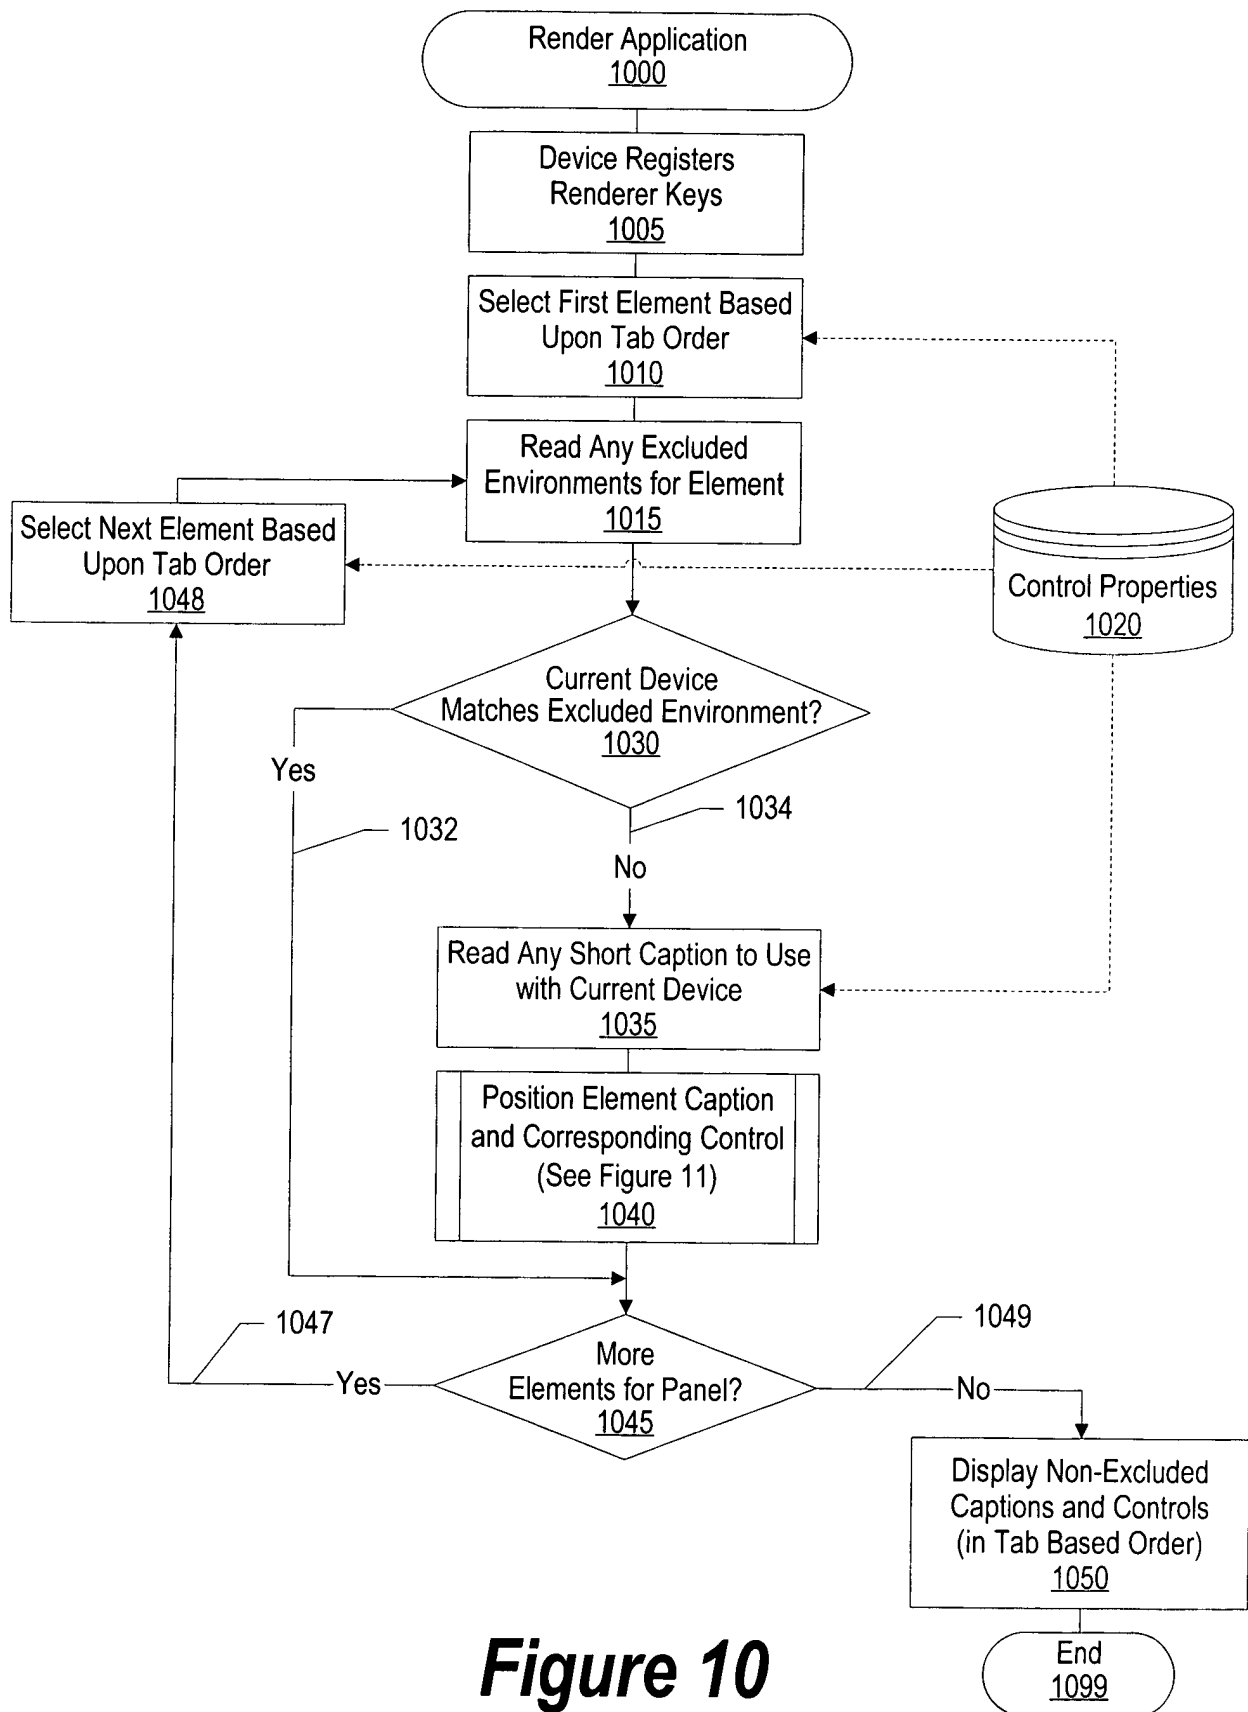 Render Application
1000
Device Registers
Renderer Keys
1005
Select First Element Based
Upon Tab Order
1010
Read Any Excluded
Environments for Element
1015
Select Next Element Based
Upon Tab Order
1048
Control Properties
1020
Current Device
Matches Excluded Environment?
1030
Yes
1032
1034
No
Read Any Short Caption to Use
with Current Device
1035
Position Element Caption
and Corresponding Control
(See Figure 11)
1040
1047
1049
More
Elements for Panel?
1045
Yes
No
Display Non-Excluded
Captions and Controls
(in Tab Based Order)
1050
End
1099
Figure 10